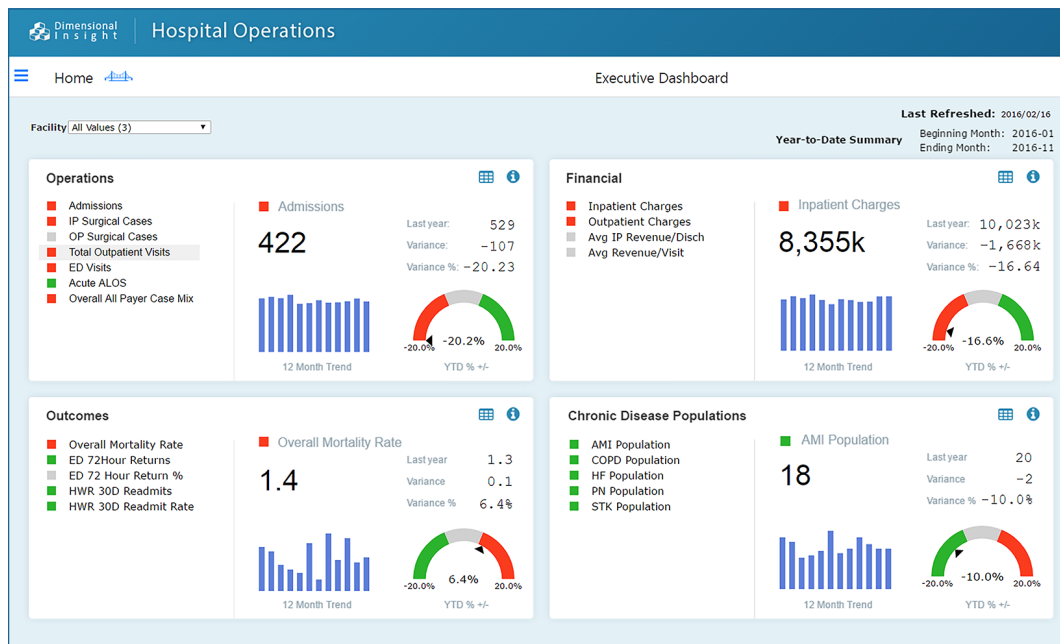 Dimensional
Insight
Hospital Operations
Home
Executive Dashboard
Last Refreshed: 2016/02/16
Facility All Values (3)
Year-to-Date Summary
Beginning Month: 2016-01
Ending Month: 2016-11
Operations
Admissions
IP Surgical Cases
OP Surgical Cases
Total Outpatient Visits
ED Visits
Acute ALOS
Overall All Payer Case Mix
Admissions
422
Last year: 529
Variance: -107
Variance %: -20.23
12 Month Trend
-20.0% -20.2% 20.0%
YTD % +/-
Financial
Inpatient Charges
Outpatient Charges
Avg IP Revenue/Disch
Avg Revenue/Visit
Inpatient Charges
8,355k
Last year: 10,023k
Variance: -1,668k
Variance %: -16.64
12 Month Trend
-20.0% -16.6% 20.0%
YTD % +/-
Outcomes
Overall Mortality Rate
ED 72Hour Returns
ED 72 Hour Return %
HWR 30D Readmits
HWR 30D Readmit Rate
Overall Mortality Rate
1.4
Last year 1.3
Variance 0.1
Variance % 6.4%
12 Month Trend
-20.0% 6.4% 20.0%
YTD % +/-
Chronic Disease Populations
AMI Population
COPD Population
HF Population
PN Population
STK Population
AMI Population
18
Last year 20
Variance -2
Variance % -10.0%
12 Month Trend
-20.0% -10.0% 20.0%
YTD % +/-